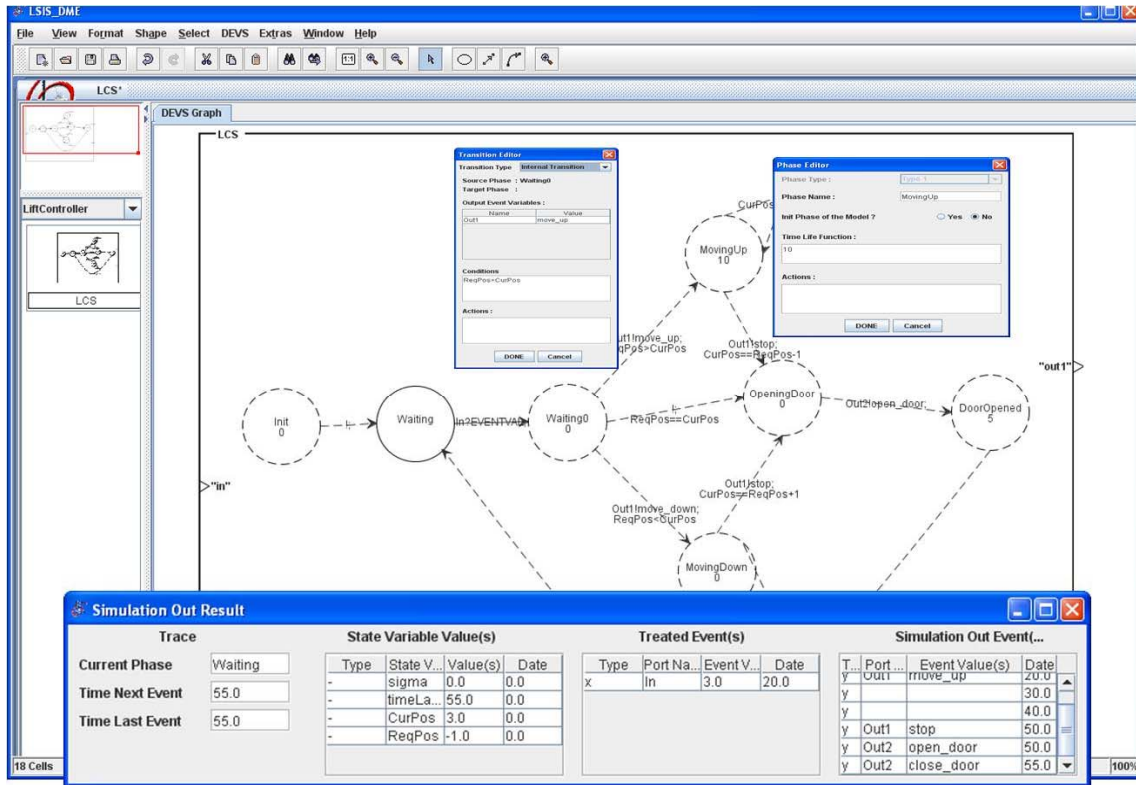 LSIS_DME
File View Format Shape Select DEVS Extras Window Help
1:1
LCS*
DEVS Graph
LCS
LiftController
LCS
Transition Editor
Transition Type Internal Transition
Source Phase : Waiting0
Target Phase :
Output Event Variables :
Name Value
Out1 move_up
Conditions
ReqPos>CurPos
Actions :
DONE Cancel
Phase Editor
Phase Type : Type 1
Phase Name : MovingUp
Init Phase of the Model ? Yes No
Time Life Function :
10
Actions :
DONE Cancel
CurPos
MovingUp
10
Out1!move_up;
ReqPos>CurPos
Out1!stop;
CurPos==ReqPos-1
"out1"
Init
0
Waiting
In?EVENTVAL
Waiting0
0
ReqPos==CurPos
OpeningDoor
0
Out2!open_door;
DoorOpened
5
"in"
Out1!stop;
CurPos==ReqPos+1
Out1!move_down;
ReqPos<CurPos
MovingDown
0
Simulation Out Result
Trace
Current Phase Waiting
Time Next Event 55.0
Time Last Event 55.0
State Variable Value(s)
Type State V... Value(s) Date
- sigma 0.0 0.0
- timeLa... 55.0 0.0
- CurPos 3.0 0.0
- ReqPos -1.0 0.0
Treated Event(s)
Type Port Na... Event V... Date
x In 3.0 20.0
Simulation Out Event(...
T... Port ... Event Value(s) Date
y Out1 move_up 20.0
y 30.0
y 40.0
y Out1 stop 50.0
y Out2 open_door 50.0
y Out2 close_door 55.0
18 Cells
100%